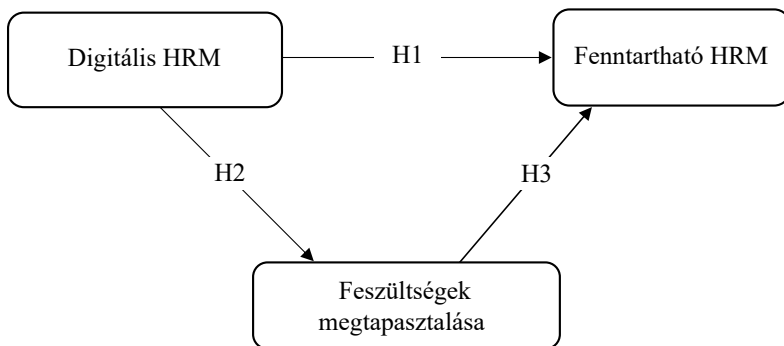 Digitális HRM
H1
Fenntartható HRM
H2
H3
Feszültségek
megtapasztalása